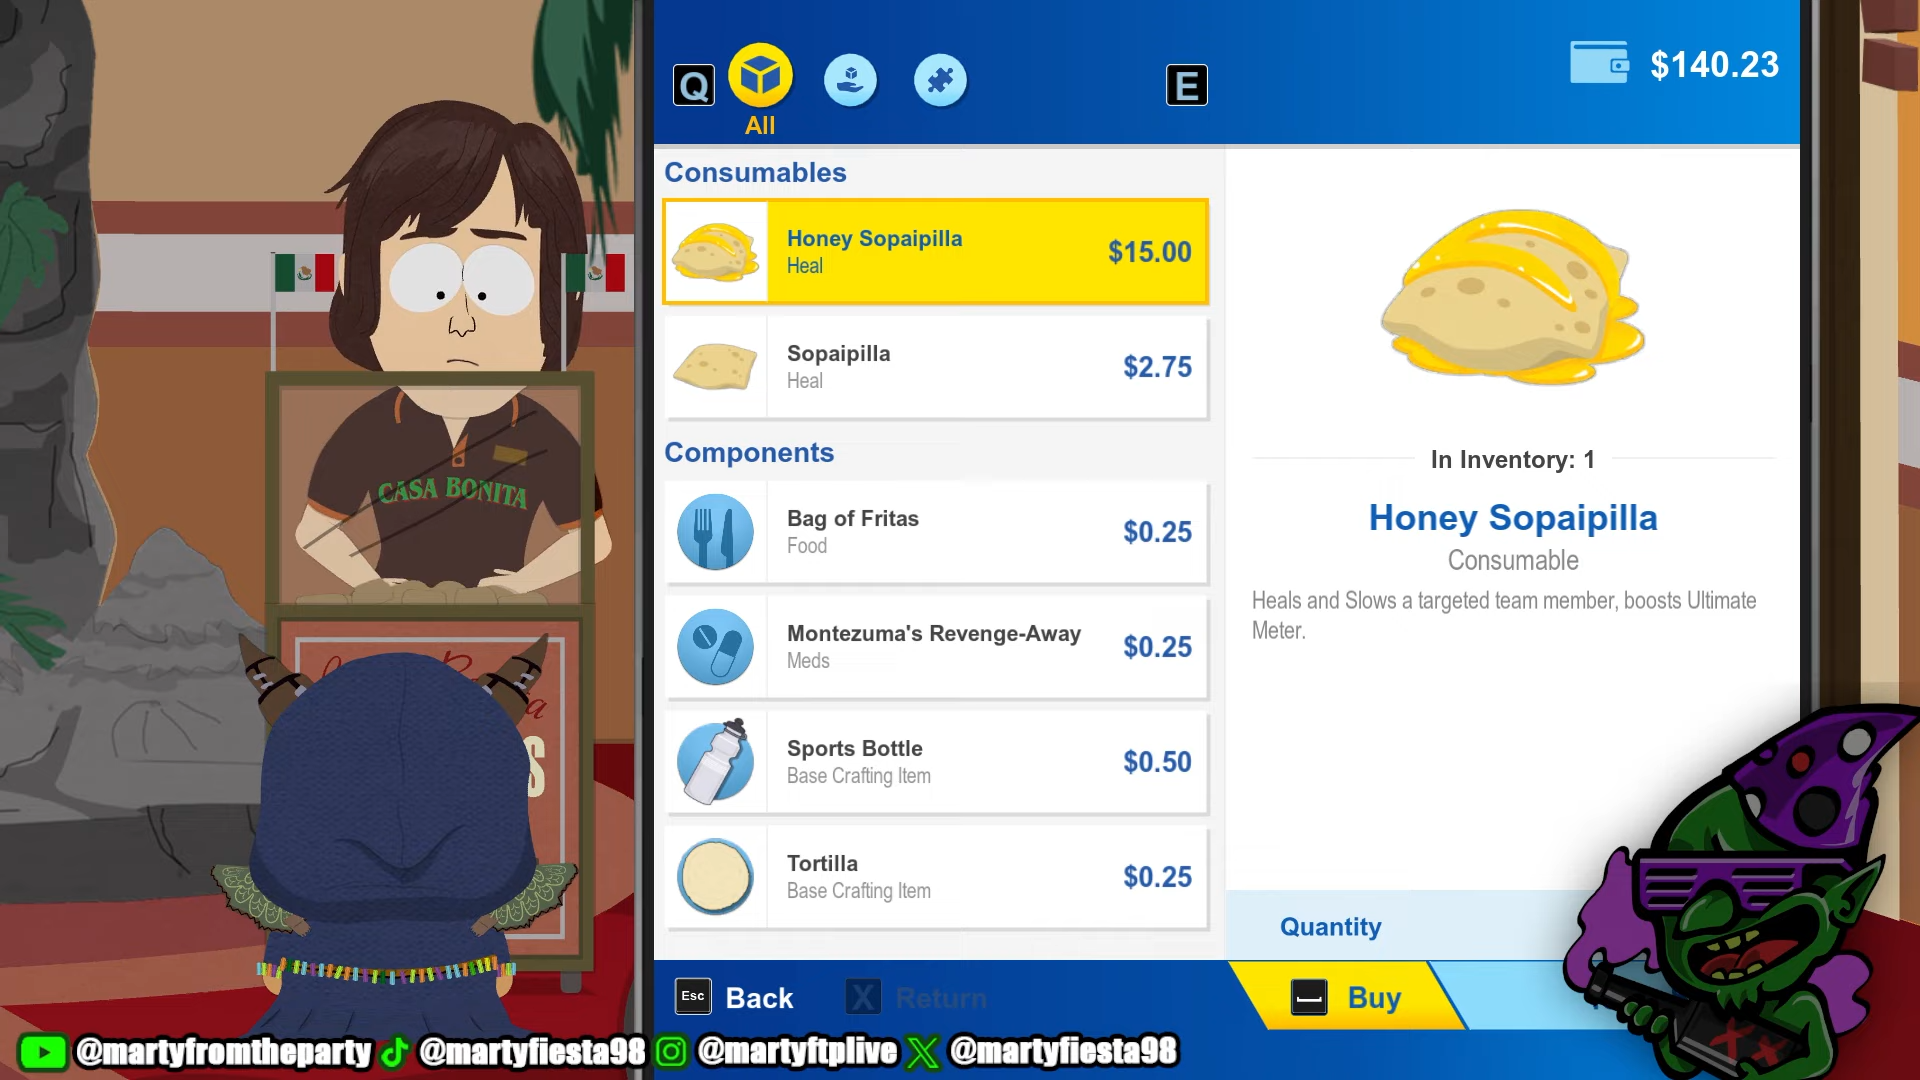 Q
All
E
$140.23
Consumables
Honey Sopaipilla
Heal
$15.00
Sopaipilla
Heal
$2.75
Components
Bag of Fritas
Food
$0.25
Montezuma's Revenge-Away
Meds
$0.25
Sports Bottle
Base Crafting Item
$0.50
Tortilla
Base Crafting Item
$0.25
In Inventory: 1
Honey Sopaipilla
Consumable
Heals and Slows a targeted team member, boosts Ultimate
Meter.
Quantity
Esc Back
X Return
Buy
CASA BONITA
@martyfromtheparty @martyfiesta98 @martyftplive @martyfiesta98